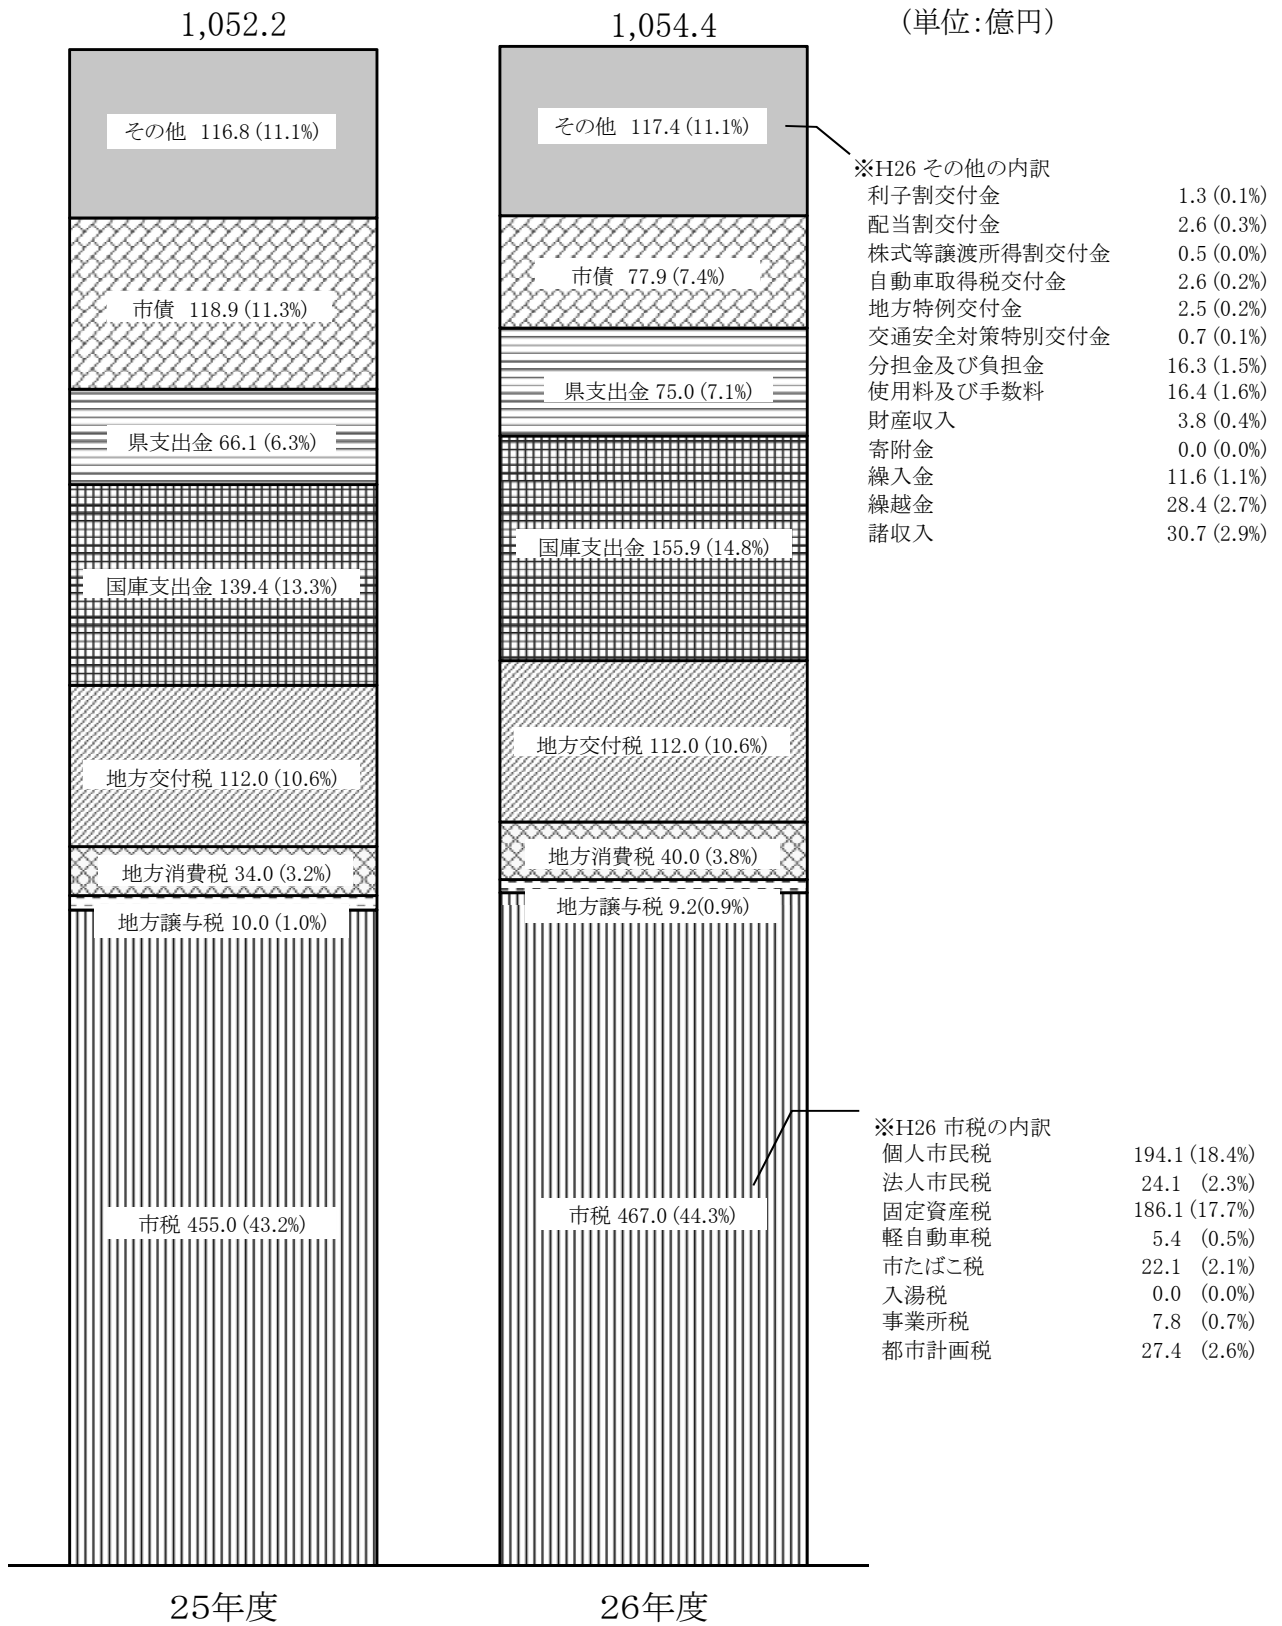 1,052.2
1,054.4
（単位：億円）
その他 116.8 (11.1%)
市債 118.9 (11.3%)
県支出金 66.1 (6.3%)
国庫支出金 139.4 (13.3%)
地方交付税 112.0 (10.6%)
地方消費税 34.0 (3.2%)
地方譲与税 10.0 (1.0%)
市税 455.0 (43.2%)
25年度
その他 117.4 (11.1%)
市債 77.9 (7.4%)
県支出金 75.0 (7.1%)
国庫支出金 155.9 (14.8%)
地方交付税 112.0 (10.6%)
地方消費税 40.0 (3.8%)
地方譲与税 9.2(0.9%)
市税 467.0 (44.3%)
26年度
※H26 その他の内訳
利子割交付金 1.3 (0.1%)
配当割交付金 2.6 (0.3%)
株式等譲渡所得割交付金 0.5 (0.0%)
自動車取得税交付金 2.6 (0.2%)
地方特例交付金 2.5 (0.2%)
交通安全対策特別交付金 0.7 (0.1%)
分担金及び負担金 16.3 (1.5%)
使用料及び手数料 16.4 (1.6%)
財産収入 3.8 (0.4%)
寄附金 0.0 (0.0%)
繰入金 11.6 (1.1%)
繰越金 28.4 (2.7%)
諸収入 30.7 (2.9%)
※H26 市税の内訳
個人市民税 194.1 (18.4%)
法人市民税 24.1 (2.3%)
固定資産税 186.1 (17.7%)
軽自動車税 5.4 (0.5%)
市たばこ税 22.1 (2.1%)
入湯税 0.0 (0.0%)
事業所税 7.8 (0.7%)
都市計画税 27.4 (2.6%)